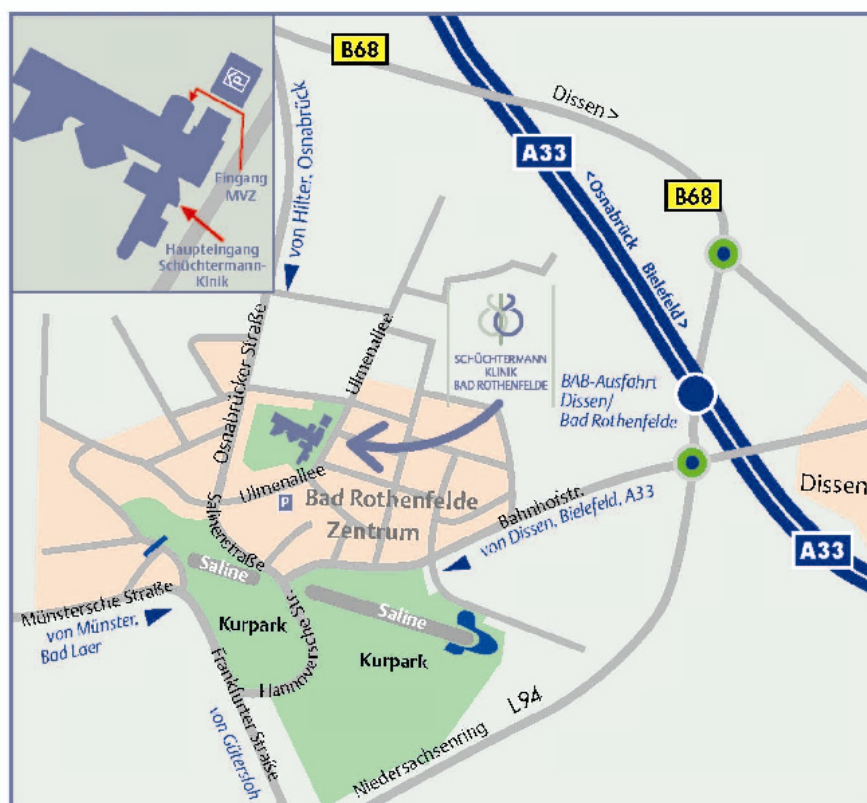 B68
Dissen >
A33
< Osnabrück
Bielefeld >
B68
P
Eingang
MVZ
Haupteingang
Schüchtermann-
Klinik
von Hilter, Osnabrück
Osnabrücker Straße
Ulmenallee
SCHÜCHTERMANN
KLINIK
BAD ROTHENFELDE
BAB-Ausfahrt
Dissen/
Bad Rothenfelde
Ulmenallee
P
Bad Rothenfelde
Zentrum
Salinenstraße
Bahnhofstr.
von Dissen, Bielefeld, A33
Dissen
A33
Saline
Saline
Münstersche Straße
von Münster,
Bad Laer
Kurpark
Hannoversche Str.
Kurpark
Frankfurter Straße
von Gütersloh
L94
Niedersachsenring